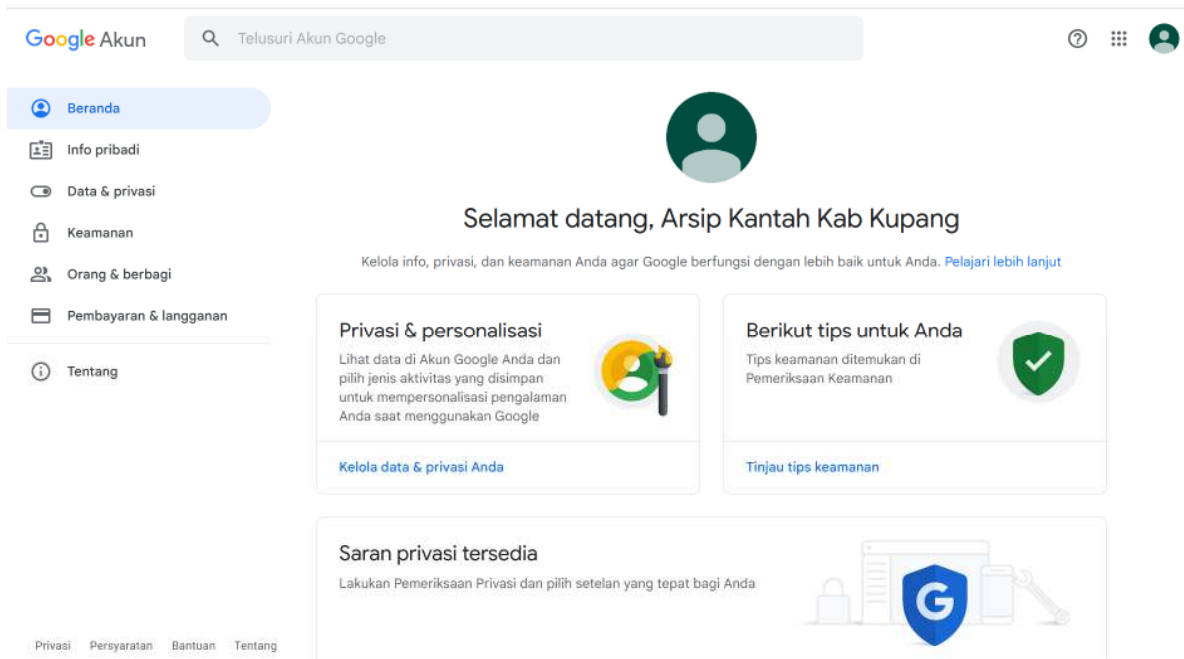 Google Akun
Telusuri Akun Google
Beranda
Info pribadi
Data & privasi
Keamanan
Orang & berbagi
Pembayaran & langganan
Tentang
Selamat datang, Arsip Kantah Kab Kupang
Kelola info, privasi, dan keamanan Anda agar Google berfungsi dengan lebih baik untuk Anda. Pelajari lebih lanjut
Privasi & personalisasi
Lihat data di Akun Google Anda dan
pilih jenis aktivitas yang disimpan
untuk mempersonalisasi pengalaman
Anda saat menggunakan Google
Kelola data & privasi Anda
Berikut tips untuk Anda
Tips keamanan ditemukan di
Pemeriksaan Keamanan
Tinjau tips keamanan
Saran privasi tersedia
Lakukan Pemeriksaan Privasi dan pilih setelan yang tepat bagi Anda
G
Privasi Persyaratan Bantuan Tentang